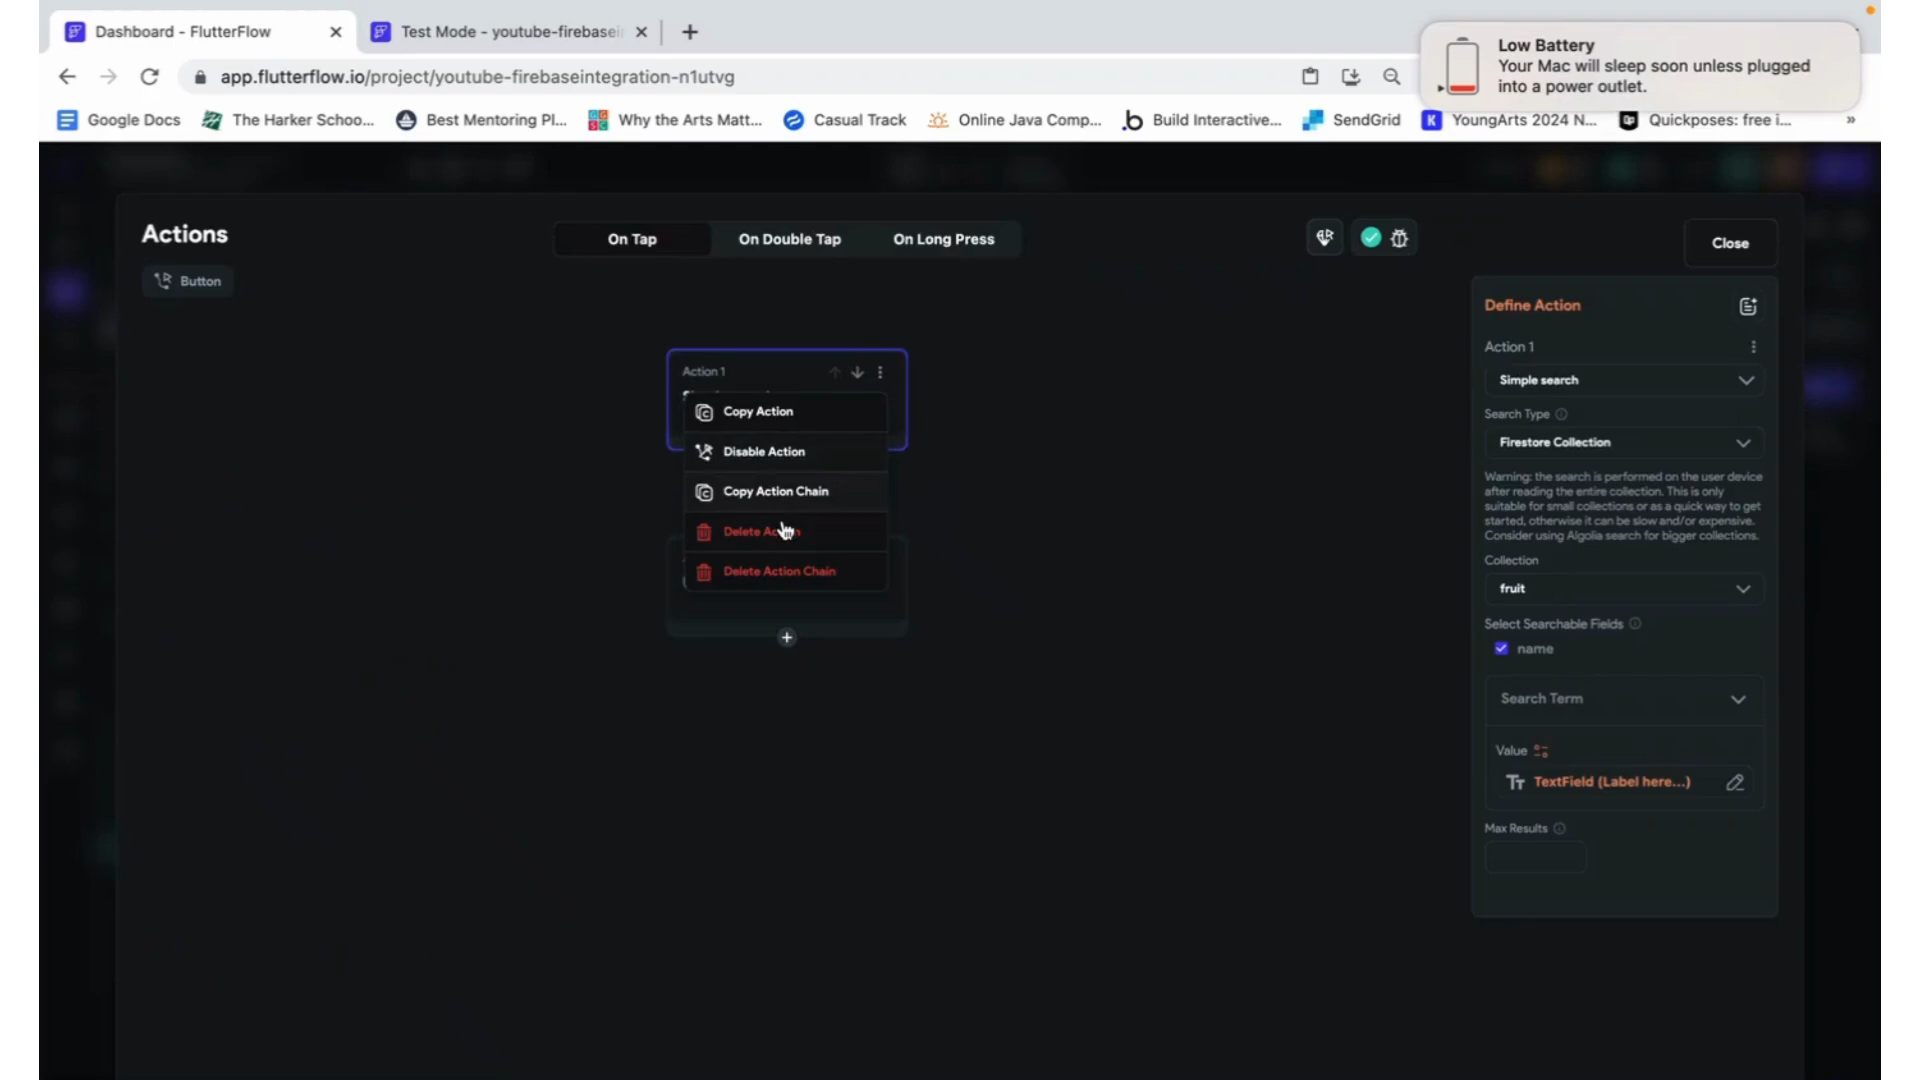 Dashboard - FlutterFlow
Test Mode - youtube-firebasein
Low Battery
Your Mac will sleep soon unless plugged
into a power outlet.
app.flutterflow.io/project/youtube-firebaseintegration-n1utvg
Google Docs
The Harker Schoo...
Best Mentoring Pl...
Why the Arts Matt...
Casual Track
Online Java Comp...
Build Interactive...
SendGrid
YoungArts 2024 N...
Quickposes: free i...
»
Actions
On Tap
On Double Tap
On Long Press
Close
Button
Define Action
Action 1
Simple search
Search Type
Firestore Collection
Warning: the search is performed on the user device
after reading the entire collection. This is only
suitable for small collections or as a quick way to get
started, otherwise it can be slow and/or expensive.
Consider using Algolia search for bigger collections.
Collection
fruit
Select Searchable Fields
name
Search Term
Value
TextField (Label here...)
Max Results
Action 1
Copy Action
Disable Action
Copy Action Chain
Delete Action
Delete Action Chain